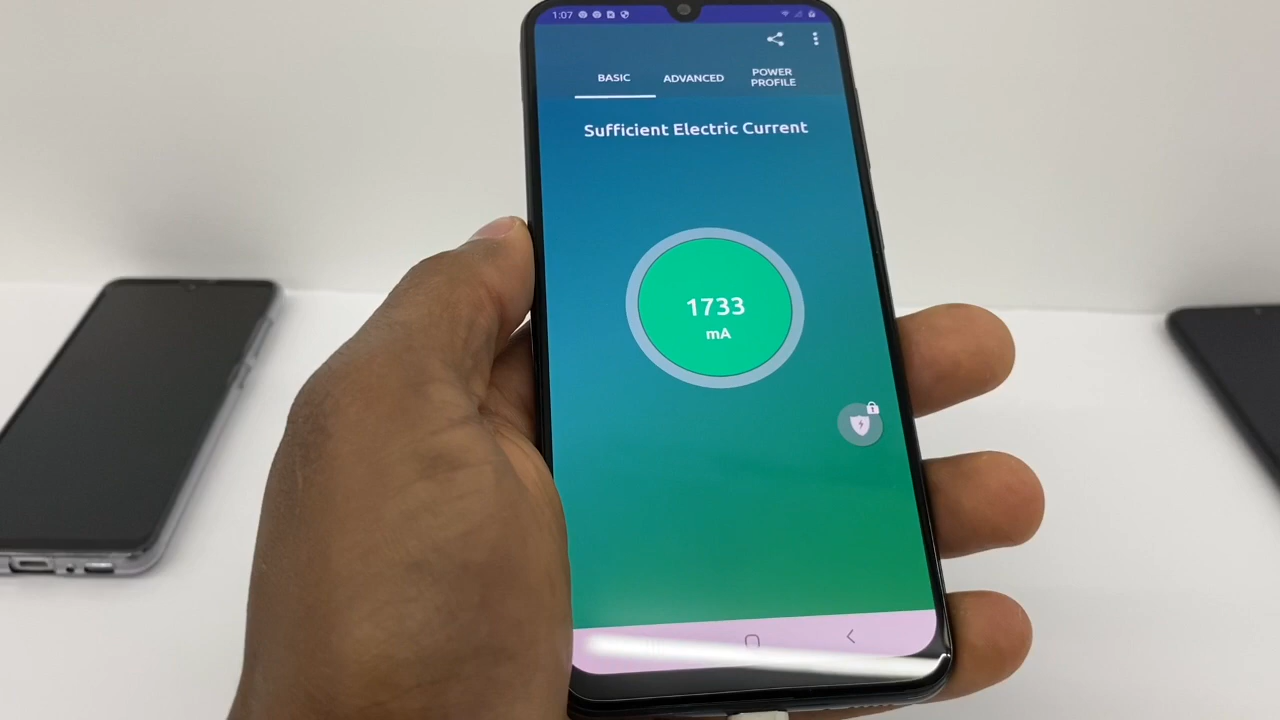 1:07
BASIC
ADVANCED
POWER
PROFILE
Sufficient Electric Current
1733
mA